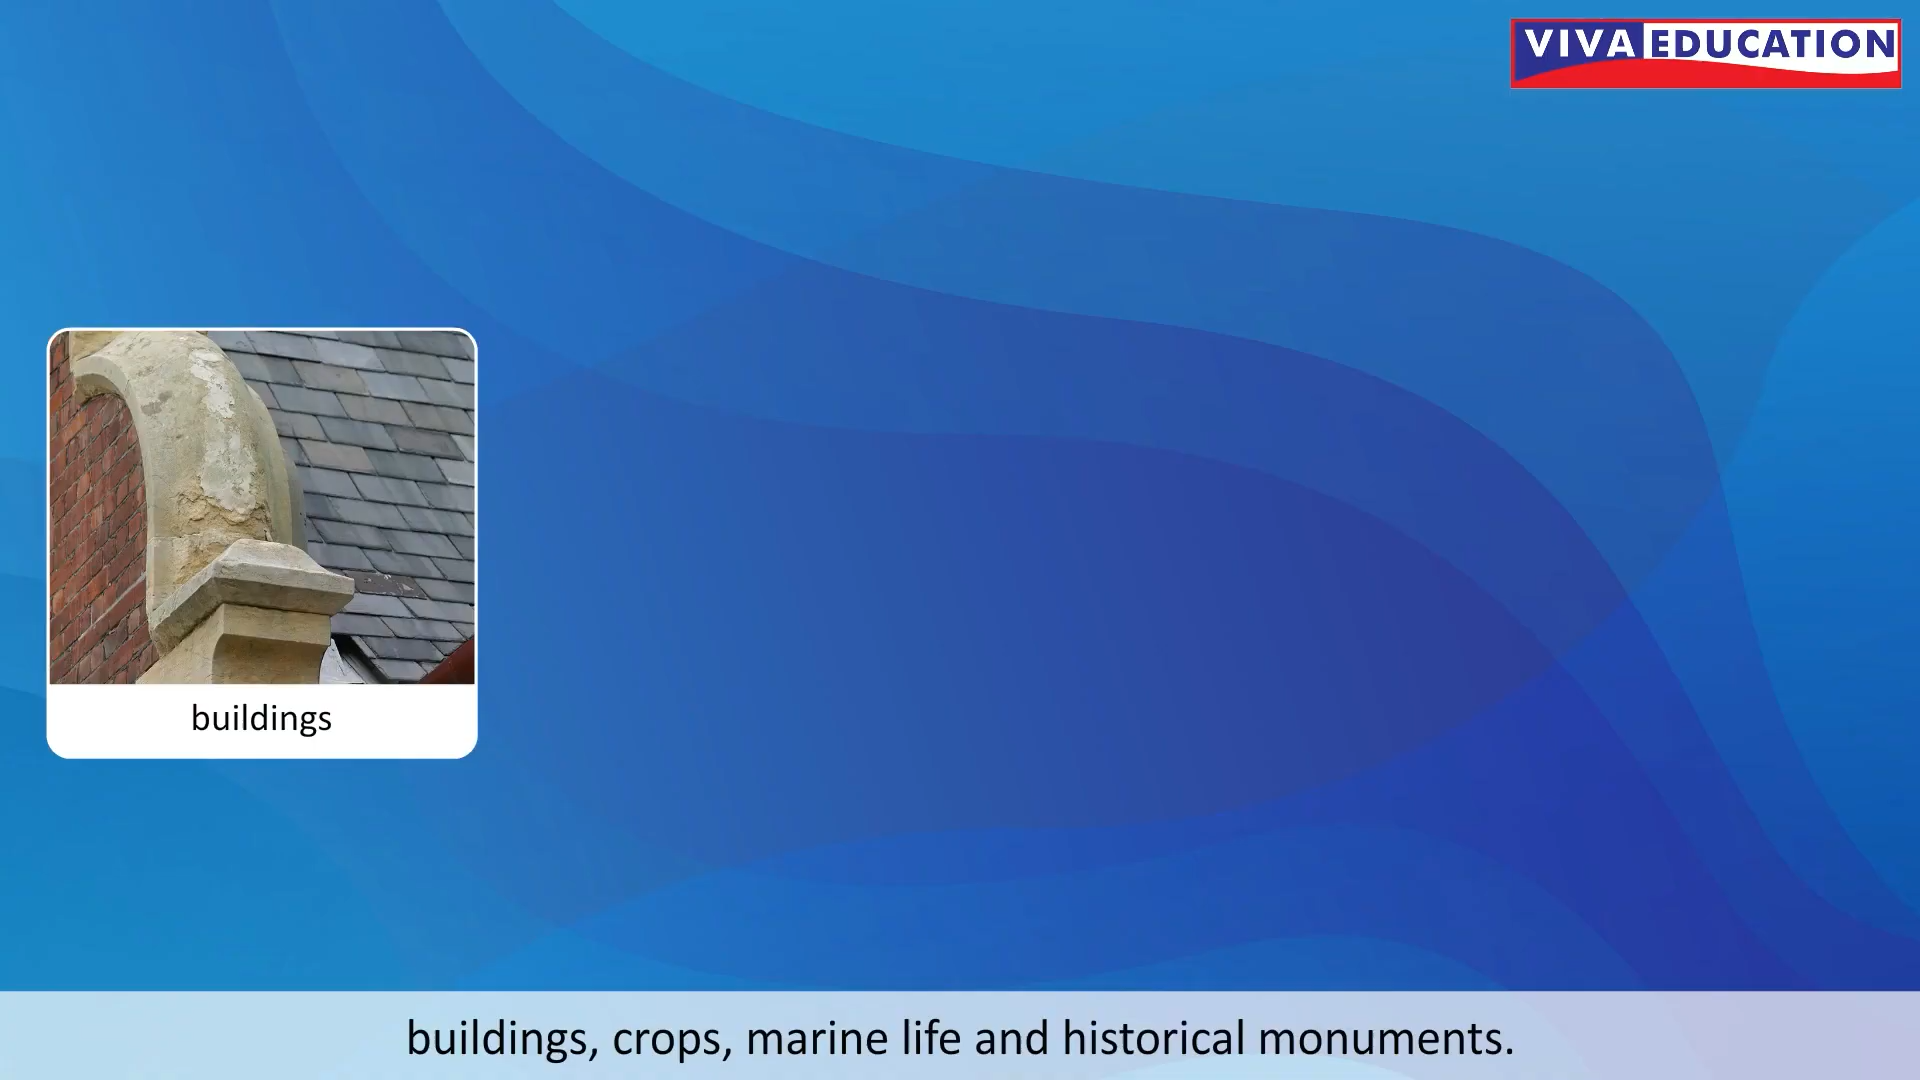 VIVA EDUCATION
buildings
buildings, crops, marine life and historical monuments.